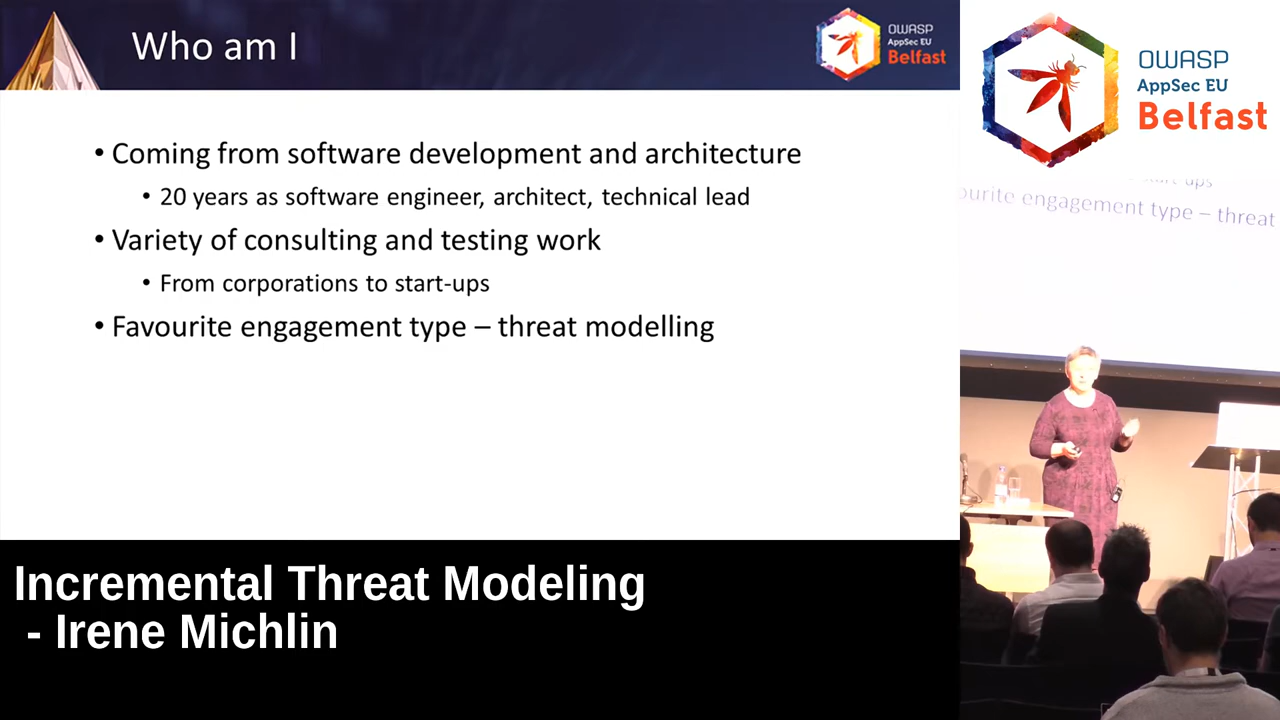 Who am I
OWASP
AppSec EU
Belfast
• Coming from software development and architecture
• 20 years as software engineer, architect, technical lead
• Variety of consulting and testing work
• From corporations to start-ups
• Favourite engagement type – threat modelling
OWASP
AppSec EU
Belfast
start-ups
ourite engagement type – threat
Incremental Threat Modeling
- Irene Michlin